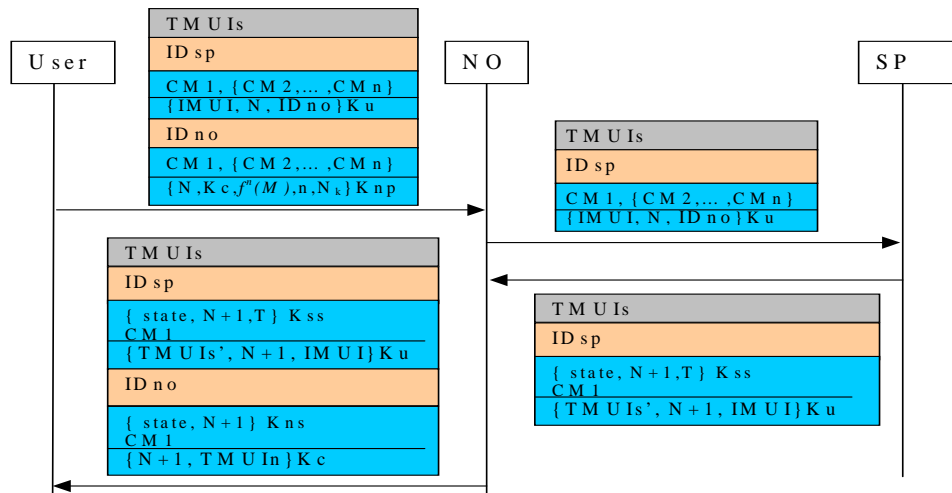 User
NO
SP
TMUIs
IDsp
CM1, {CM2,...,CMn}
{IMUI, N, IDno}Ku
IDno
CM1, {CM2,...,CMn}
{N,Kc,fⁿ(M),n,Nₖ}Knp
TMUIs
IDsp
CM1, {CM2,...,CMn}
{IMUI, N, IDno}Ku
TMUIs
IDsp
{ state, N+1,T} Kss
CM1
{TMUIs’, N+1, IMUI}Ku
TMUIs
IDsp
{ state, N+1,T} Kss
CM1
{TMUIs’, N+1, IMUI}Ku
IDno
{ state, N+1} Kns
CM1
{N+1, TMUIn}Kc